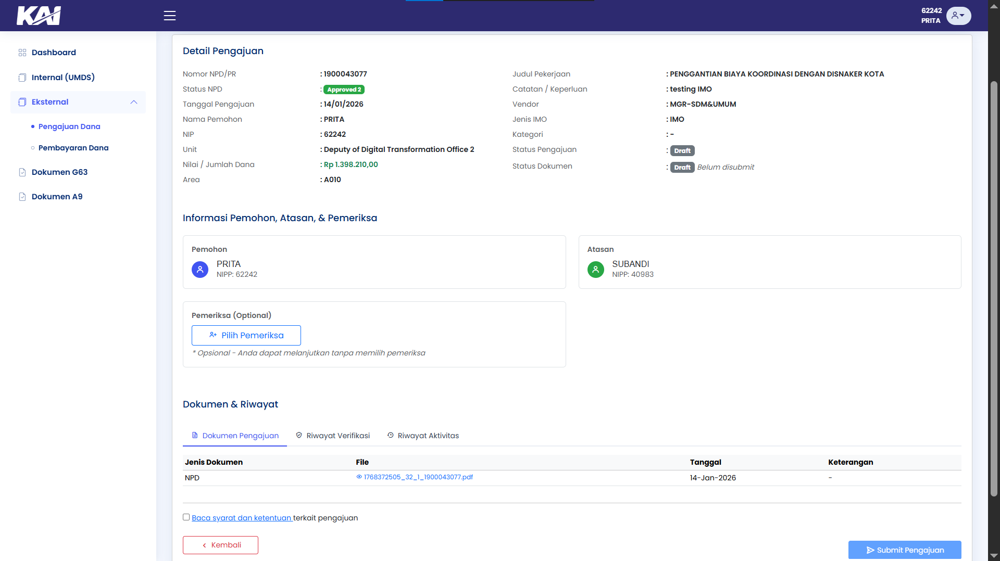 KAI
62242
PRITA
Dashboard
Internal (UMDS)
Eksternal
Pengajuan Dana
Pembayaran Dana
Dokumen G63
Dokumen A9
Detail Pengajuan
Nomor NPD/PR : 1900043077
Status NPD : Approved 2
Tanggal Pengajuan : 14/01/2026
Nama Pemohon : PRITA
NIP : 62242
Unit : Deputy of Digital Transformation Office 2
Nilai / Jumlah Dana : Rp 1.398.210,00
Area : A010
Judul Pekerjaan : PENGGANTIAN BIAYA KOORDINASI DENGAN DISNAKER KOTA
Catatan / Keperluan : testing IMO
Vendor : MGR-SDM&UMUM
Jenis IMO : IMO
Kategori : -
Status Pengajuan : Draft
Status Dokumen : Draft Belum disubmit
Informasi Pemohon, Atasan, & Pemeriksa
Pemohon
PRITA
NIPP: 62242
Atasan
SUBANDI
NIPP: 40983
Pemeriksa (Optional)
Pilih Pemeriksa
* Opsional - Anda dapat melanjutkan tanpa memilih pemeriksa
Dokumen & Riwayat
Dokumen Pengajuan Riwayat Verifikasi Riwayat Aktivitas
Jenis Dokumen File Tanggal Keterangan
NPD 1768372505_32_1_1900043077.pdf 14-Jan-2026 -
Baca syarat dan ketentuan terkait pengajuan
Kembali
Submit Pengajuan